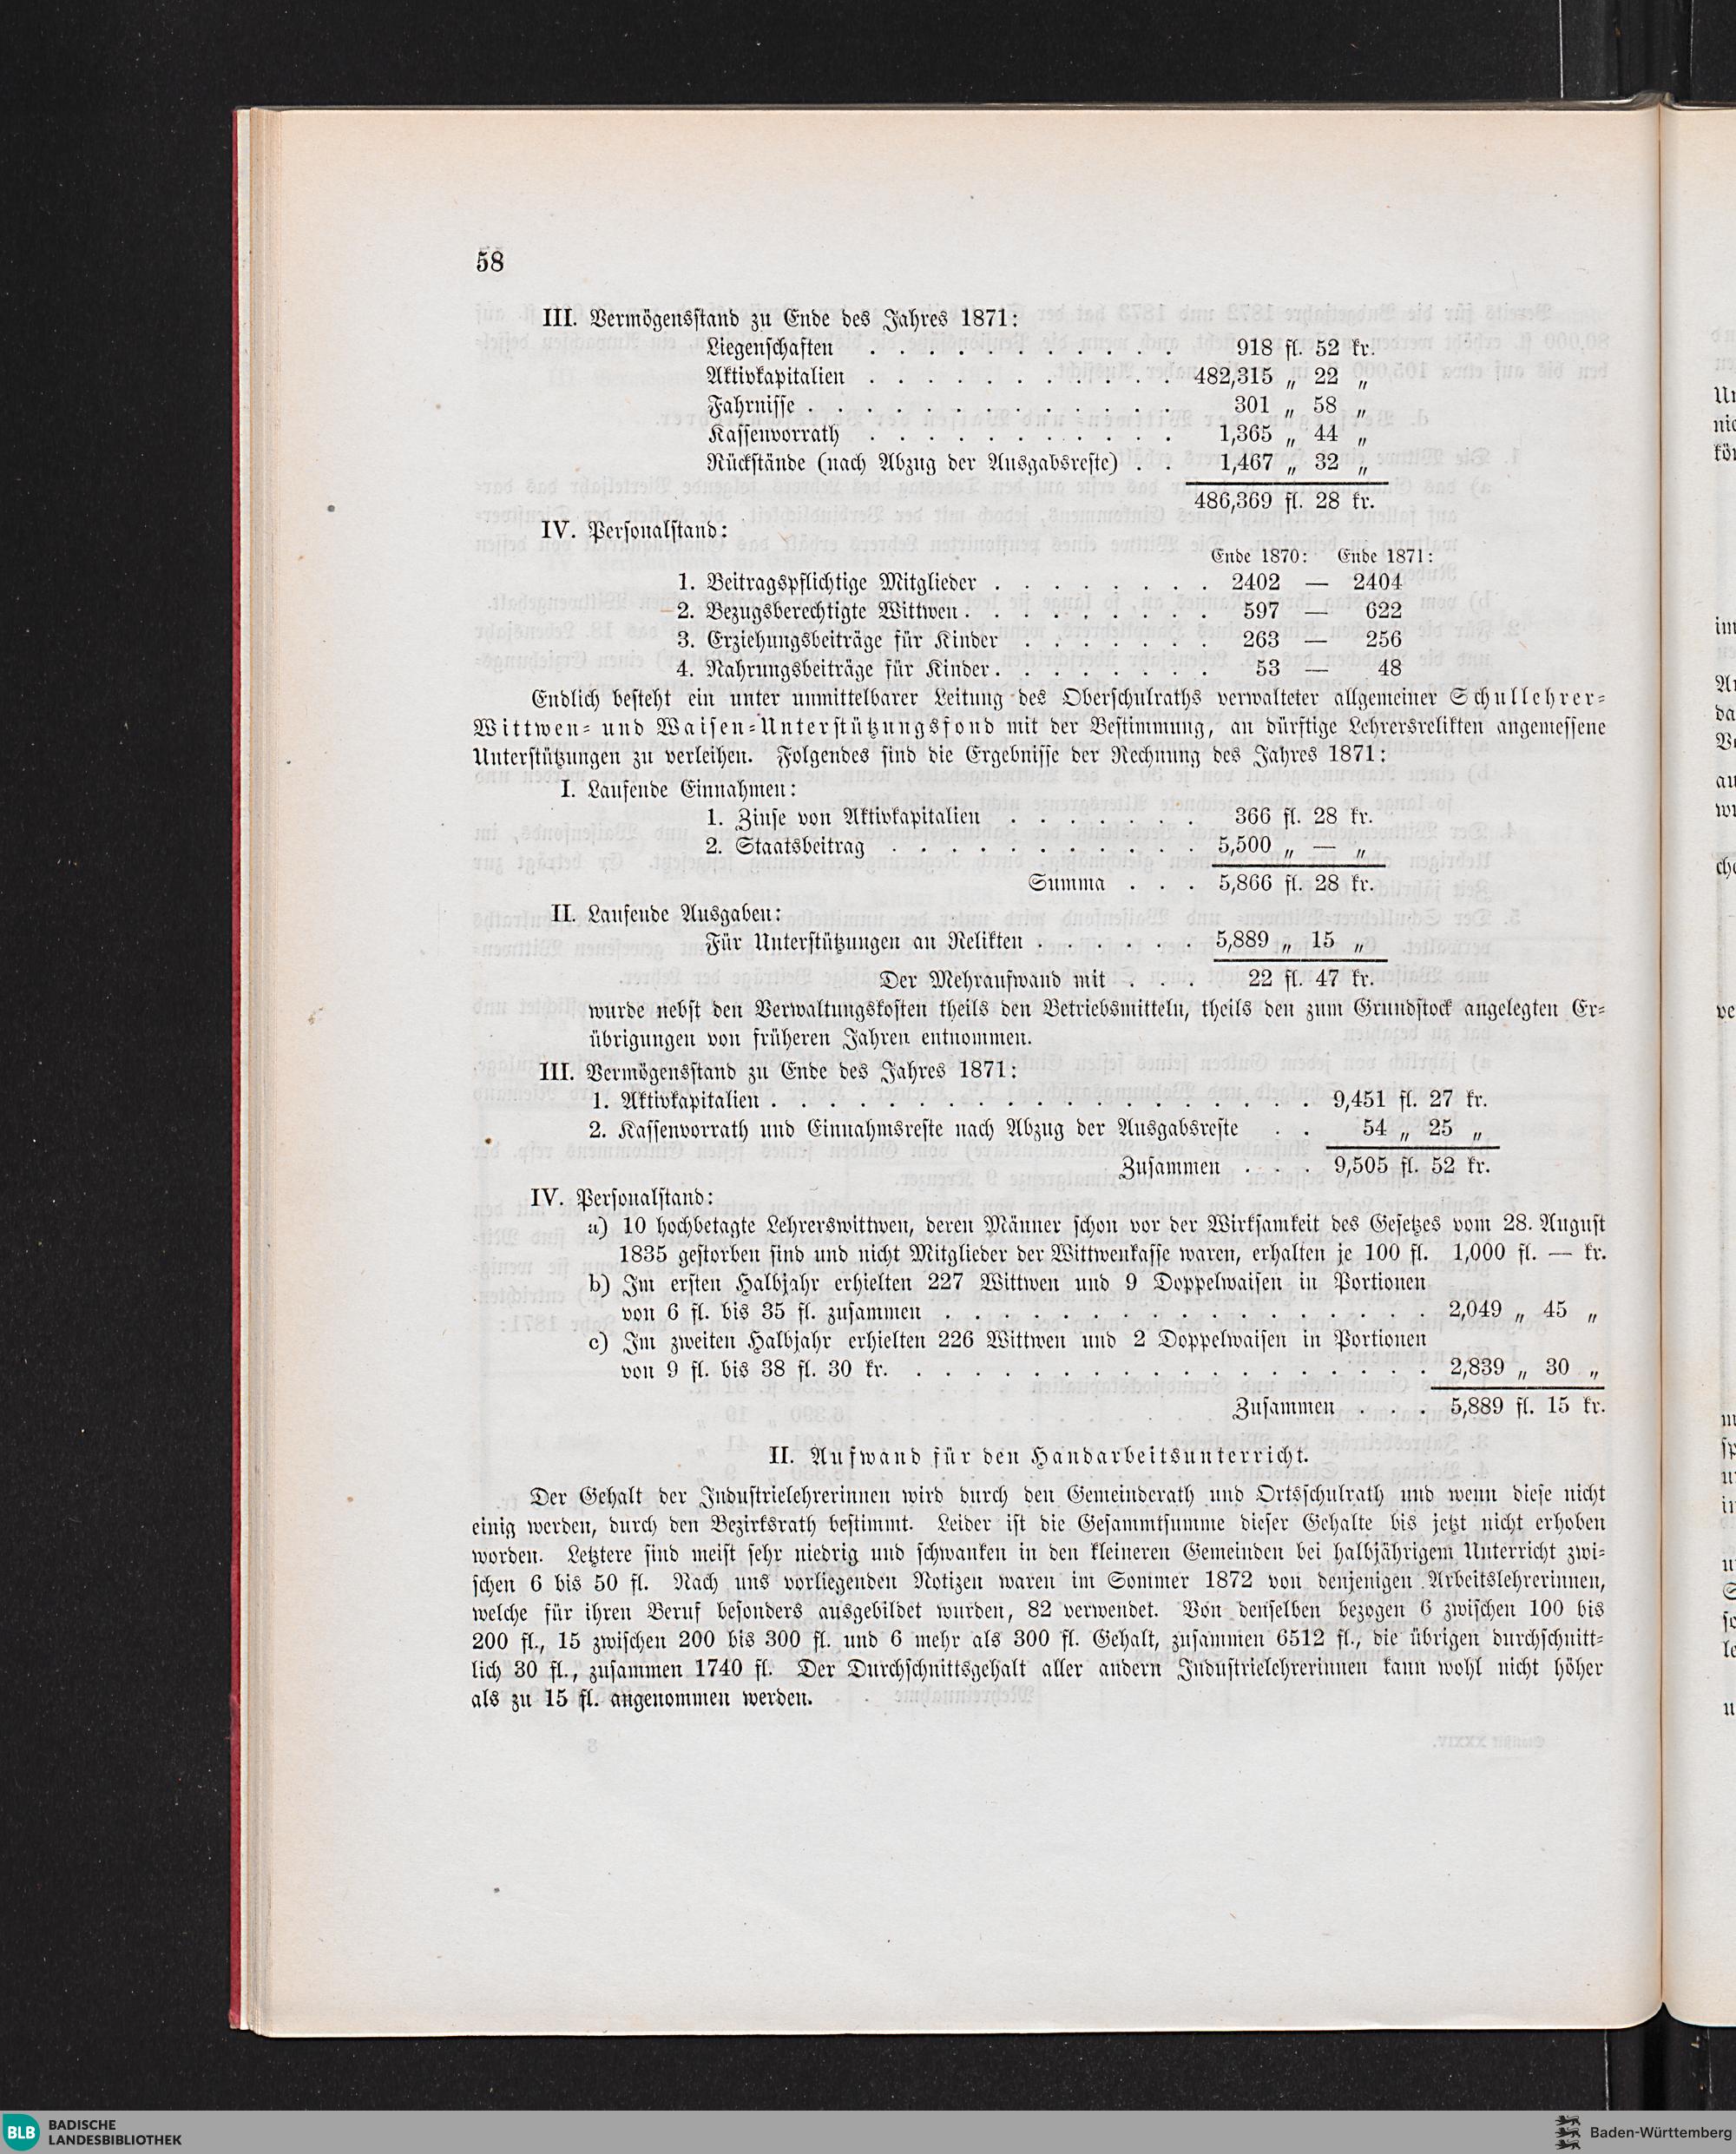 58
III. Vermögensstand zu Ende des Jahres 1871:
Liegenschaften . . . . . . . . . . . 918 fl. 52 kr.
Aktivkapitalien . . . . . . . . . . . 482,315 „ 22 „
Fahrnisse . . . . . . . . . . . . . 301 „ 58 „
Kassenvorrath . . . . . . . . . . . 1,365 „ 44 „
Rückstände (nach Abzug der Ausgabsreste) . . 1,467 „ 32 „
486,369 fl. 28 kr.
IV. Personalstand:
Ende 1870: Ende 1871:
1. Beitragspflichtige Mitglieder . . . . . . . . 2402 — 2404
2. Bezugsberechtigte Wittwen . . . . . . . . . 597 — 622
3. Erziehungsbeiträge für Kinder . . . . . . . 263 — 256
4. Nahrungsbeiträge für Kinder . . . . . . . . 53 — 48
Endlich besteht ein unter unmittelbarer Leitung des Oberschulraths verwalteter allgemeiner Schullehrer-
Wittwen- und Waisen-Unterstützungsfond mit der Bestimmung, an dürftige Lehrersrelikten angemessene
Unterstützungen zu verleihen. Folgendes sind die Ergebnisse der Rechnung des Jahres 1871:
I. Laufende Einnahmen:
1. Zinse von Aktivkapitalien . . . . . . . 366 fl. 28 kr.
2. Staatsbeitrag . . . . . . . . . . . 5,500 „ — „
Summa . . . 5,866 fl. 28 kr.
II. Laufende Ausgaben:
Für Unterstützungen an Relikten . . . . . . 5,889 „ 15 „
Der Mehraufwand mit . . . 22 fl. 47 kr.
wurde nebst den Verwaltungskosten theils den Betriebsmitteln, theils den zum Grundstock angelegten Er-
übrigungen von früheren Jahren entnommen.
III. Vermögensstand zu Ende des Jahres 1871:
1. Aktivkapitalien . . . . . . . . . . . . . . . . . . . 9,451 fl. 27 kr.
2. Kassenvorrath und Einnahmsreste nach Abzug der Ausgabsreste . . 54 „ 25 „
Zusammen . . . 9,505 fl. 52 kr.
IV. Personalstand:
a) 10 hochbetagte Lehrerswittwen, deren Männer schon vor der Wirksamkeit des Gesetzes vom 28. August
1835 gestorben sind und nicht Mitglieder der Wittwenkasse waren, erhalten je 100 fl. 1,000 fl. — kr.
b) Im ersten Halbjahr erhielten 227 Wittwen und 9 Doppelwaisen in Portionen
von 6 fl. bis 35 fl. zusammen . . . . . . . . . . . . . . . . . 2,049 „ 45 „
c) Im zweiten Halbjahr erhielten 226 Wittwen und 2 Doppelwaisen in Portionen
von 9 fl. bis 38 fl. 30 kr. . . . . . . . . . . . . . . . . . . 2,839 „ 30 „
Zusammen . . . 5,889 fl. 15 kr.
II. Aufwand für den Handarbeitsunterricht.
Der Gehalt der Industrielehrerinnen wird durch den Gemeinderath und Ortsschulrath und wenn diese nicht
einig werden, durch den Bezirksrath bestimmt. Leider ist die Gesammtsumme dieser Gehalte bis jetzt nicht erhoben
worden. Letztere sind meist sehr niedrig und schwanken in den kleineren Gemeinden bei halbjährigem Unterricht zwi-
schen 6 bis 50 fl. Nach uns vorliegenden Notizen waren im Sommer 1872 von denjenigen Arbeitslehrerinnen,
welche für ihren Beruf besonders ausgebildet wurden, 82 verwendet. Von denselben bezogen 6 zwischen 100 bis
200 fl., 15 zwischen 200 bis 300 fl. und 6 mehr als 300 fl. Gehalt, zusammen 6512 fl., die übrigen durchschnitt-
lich 30 fl., zusammen 1740 fl. Der Durchschnittsgehalt aller andern Industrielehrerinnen kann wohl nicht höher
als zu 15 fl. angenommen werden.
BLB BADISCHE
LANDESBIBLIOTHEK
Baden-Württemberg